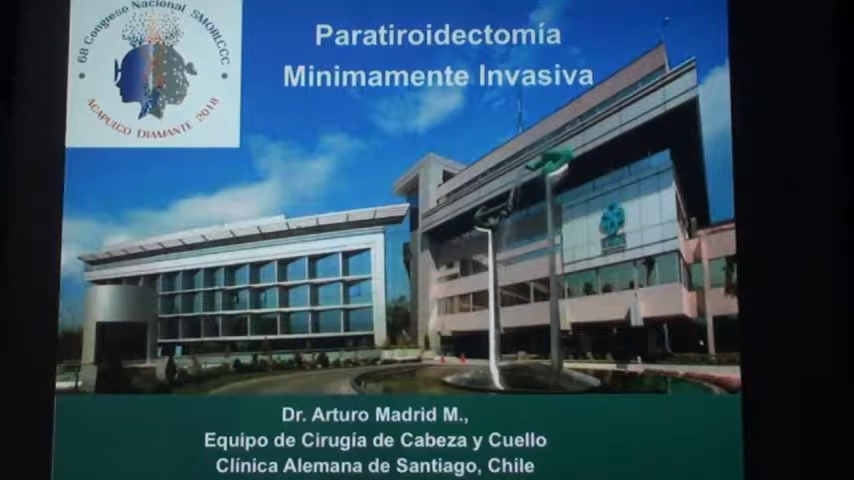 68 Congreso Nacional SMORLCCC
ACAPULCO DIAMANTE 2018
Paratiroidectomía
Minimamente Invasiva
Dr. Arturo Madrid M.,
Equipo de Cirugía de Cabeza y Cuello
Clínica Alemana de Santiago, Chile